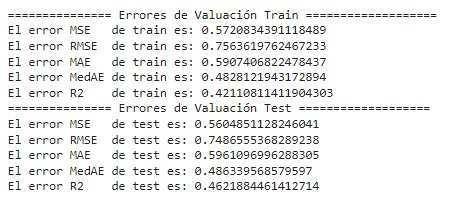 =============== Errores de Valuación Train ===================
El error MSE   de train es: 0.5720834391118489
El error RMSE  de train es: 0.7563619762467233
El error MAE   de train es: 0.5907406822478437
El error MedAE de train es: 0.4828121943172894
El error R2    de train es: 0.42110811411904303
=============== Errores de Valuación Test ===================
El error MSE   de test es: 0.5604851128246041
El error RMSE  de test es: 0.7486555368289238
El error MAE   de test es: 0.5961096996288305
El error MedAE de test es: 0.486339568579597
El error R2    de test es: 0.4621884461412714